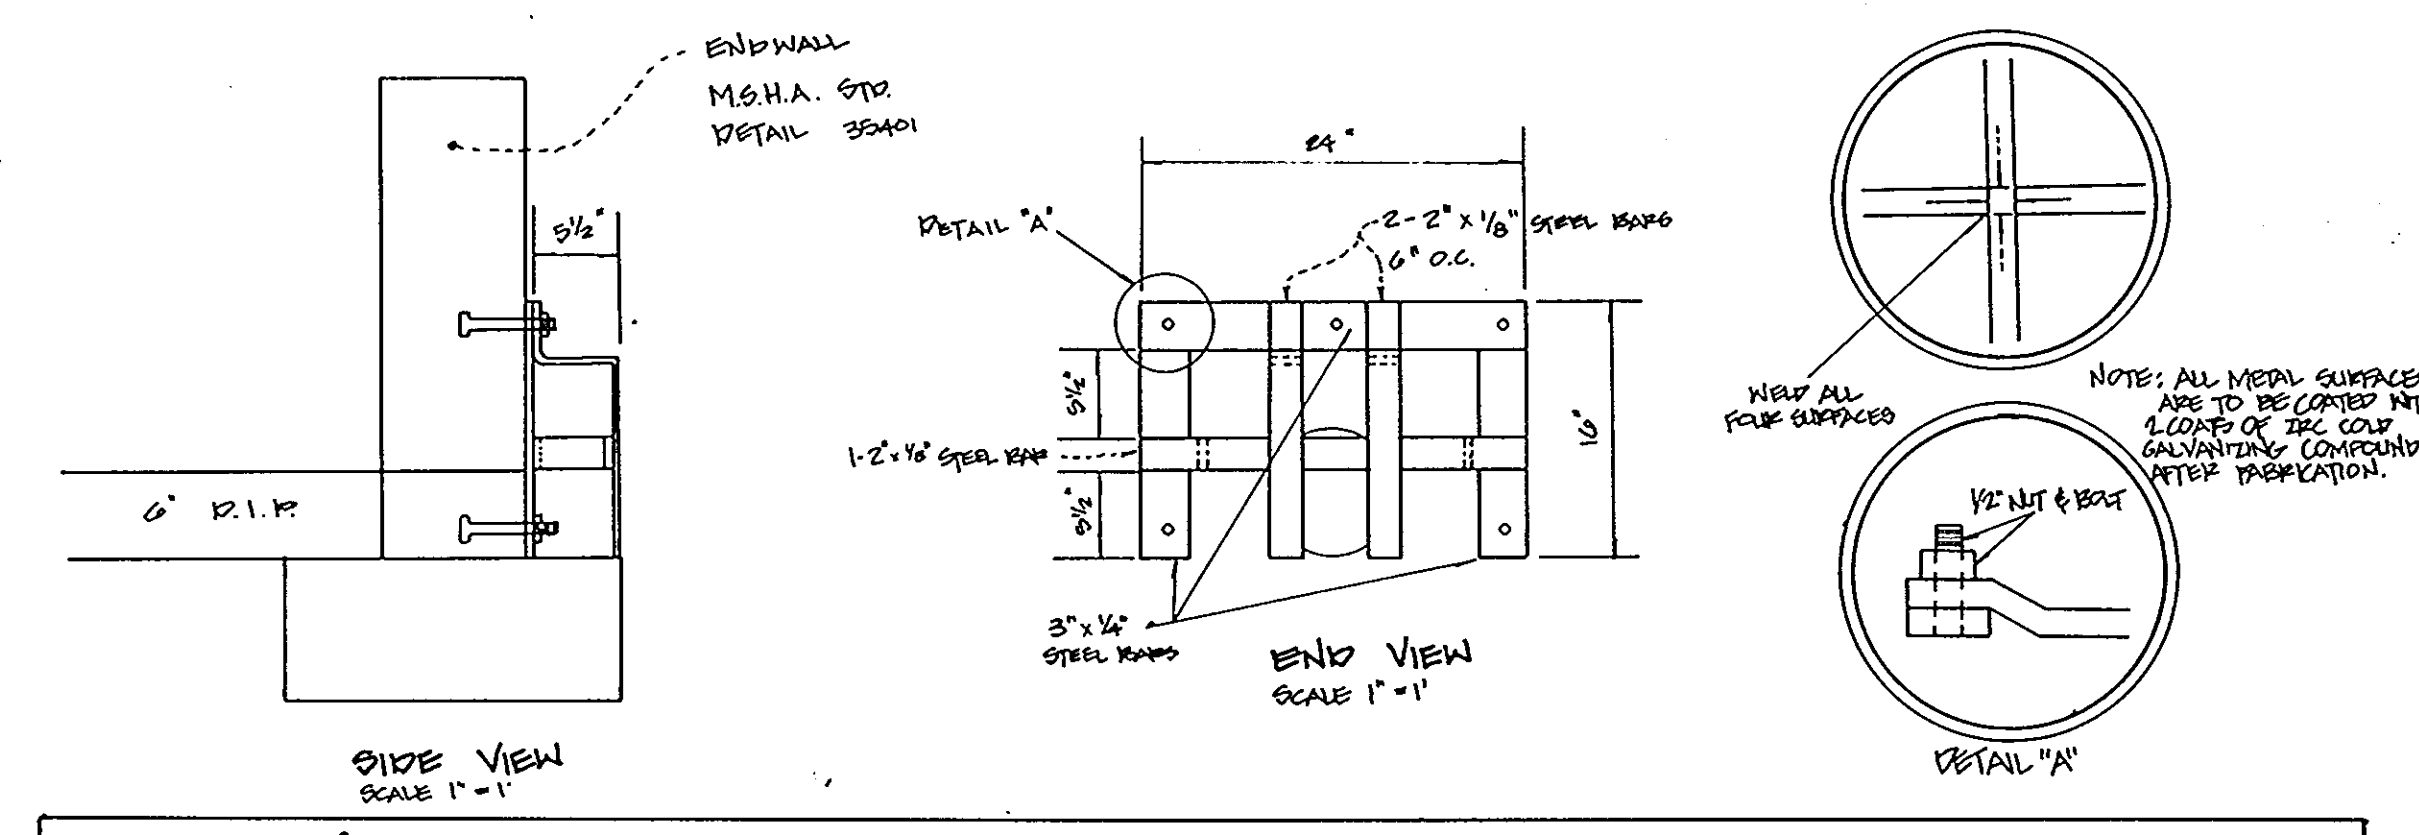 ENDWALL
M.S.H.A. STD.
DETAIL 35401
5½"
6" D.I.P.
SIDE VIEW
SCALE 1" = 1'
24"
DETAIL "A"
2-2" x 1/8" STEEL BARS
6" O.C.
5½"
1-2" x 1/8" STEEL BAR
5½"
16"
3" x 1/4"
STEEL BARS
END VIEW
SCALE 1" = 1'
WELD ALL
FOUR SURFACES
NOTE: ALL METAL SURFACES
ARE TO BE COATED WIT
2 COATS OF ZRC COLD
GALVANIZING COMPOUND
AFTER FABRICATION.
1/2" NUT & BOLT
DETAIL "A"